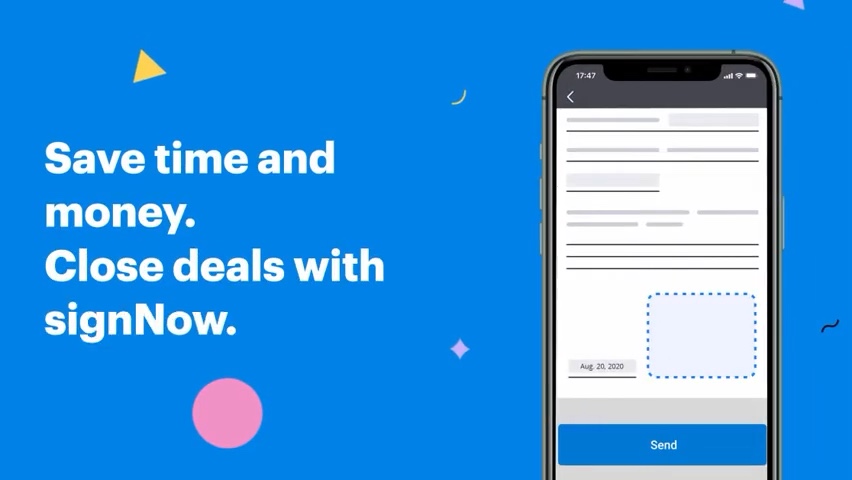 Save time and
money.
Close deals with
signNow.
17:47
Aug. 20, 2020
Send